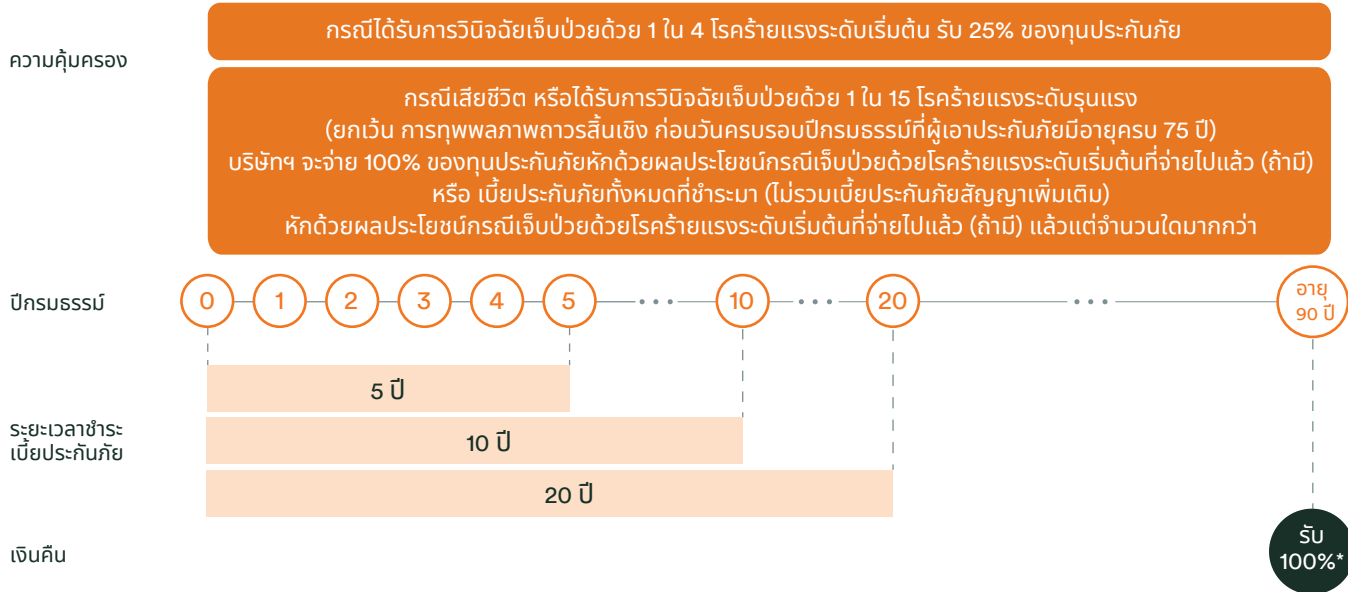 ความคุ้มครอง
กรณีได้รับการวินิจฉัยเจ็บป่วยด้วย 1 ใน 4 โรคร้ายแรงระดับเริ่มต้น รับ 25% ของทุนประกันภัย
กรณีเสียชีวิต หรือได้รับการวินิจฉัยเจ็บป่วยด้วย 1 ใน 15 โรคร้ายแรงระดับรุนแรง
(ยกเว้น การทุพพลภาพถาวรสิ้นเชิง ก่อนวันครบรอบปีกรมธรรม์ที่ผู้เอาประกันภัยมีอายุครบ 75 ปี)
บริษัทฯ จะจ่าย 100% ของทุนประกันภัยหักด้วยผลประโยชน์กรณีเจ็บป่วยด้วยโรคร้ายแรงระดับเริ่มต้นที่จ่ายไปแล้ว (ถ้ามี)
หรือ เบี้ยประกันภัยทั้งหมดที่ชำระมา (ไม่รวมเบี้ยประกันภัยสัญญาเพิ่มเติม)
หักด้วยผลประโยชน์กรณีเจ็บป่วยด้วยโรคร้ายแรงระดับเริ่มต้นที่จ่ายไปแล้ว (ถ้ามี) แล้วแต่จำนวนใดมากกว่า
ปีกรมธรรม์
0 1 2 3 4 5 ... 10 ... 20 ... อายุ
90 ปี
5 ปี
ระยะเวลาชำระ
เบี้ยประกันภัย
10 ปี
20 ปี
เงินคืน
รับ
100%*